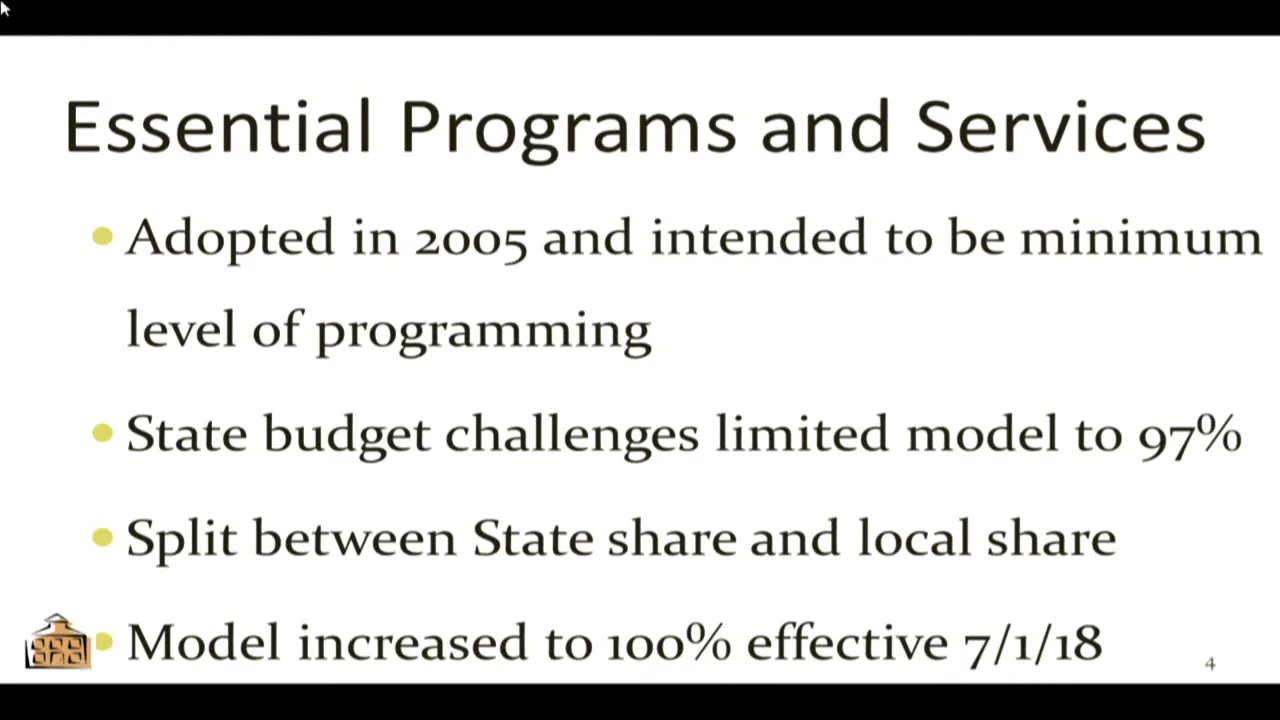 Essential Programs and Services
Adopted in 2005 and intended to be minimum
level of programming
State budget challenges limited model to 97%
Split between State share and local share
Model increased to 100% effective 7/1/18
4